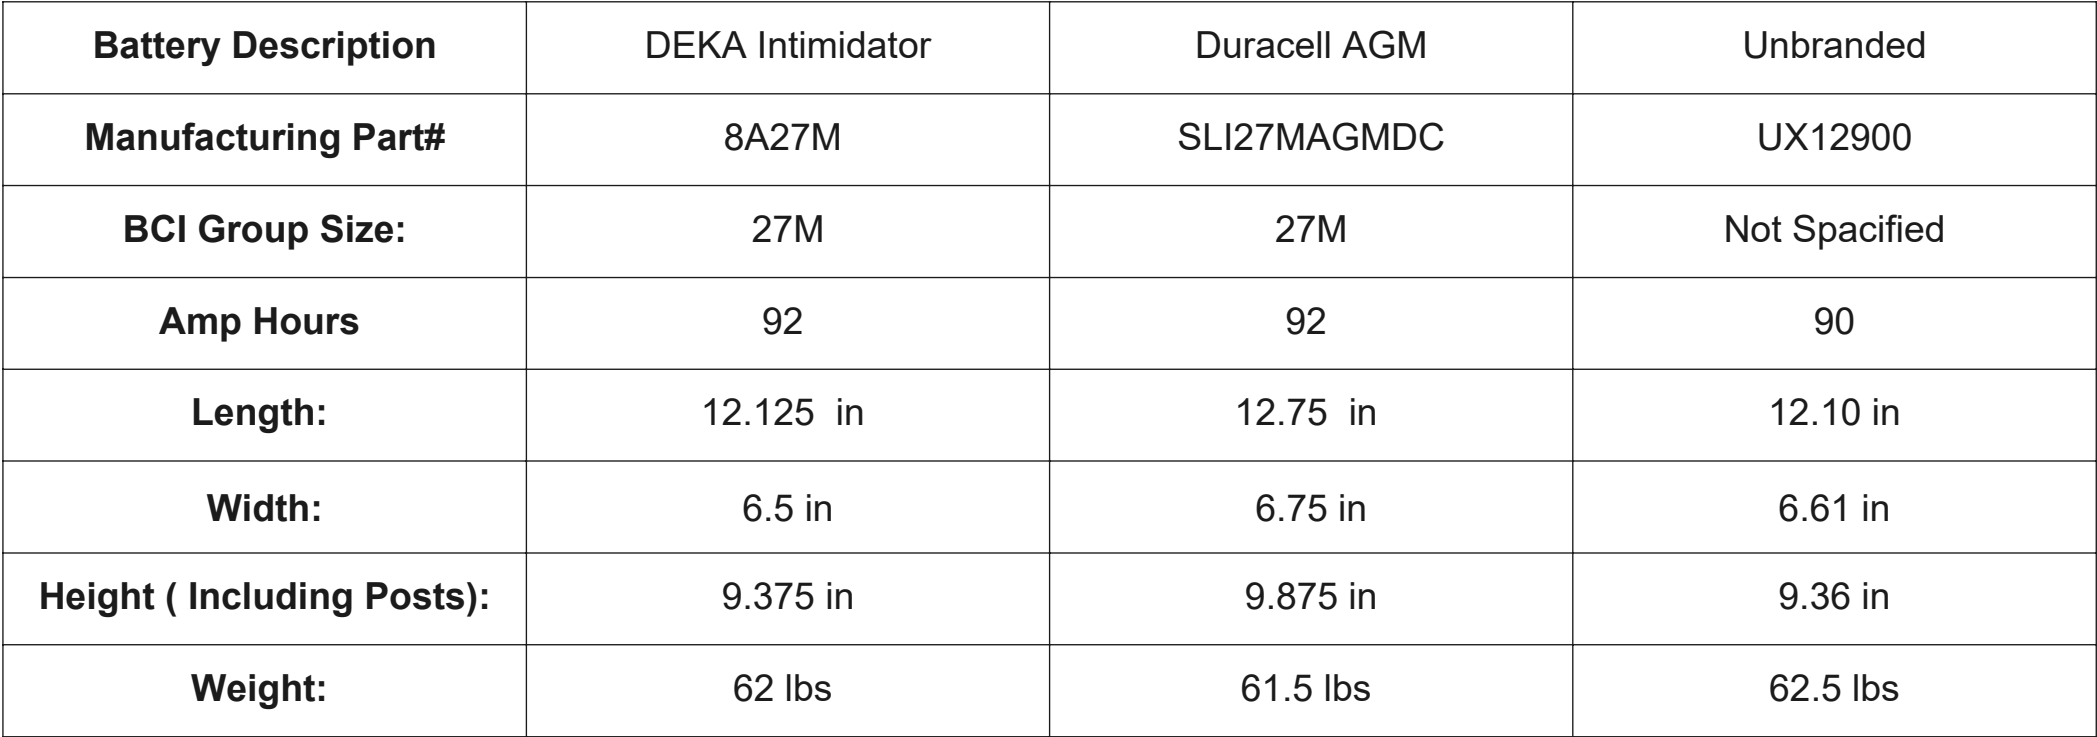 Battery Description DEKA Intimidator Duracell AGM Unbranded
Manufacturing Part# 8A27M SLI27MAGMDC UX12900
BCI Group Size: 27M 27M Not Spacified
Amp Hours 92 92 90
Length: 12.125  in 12.75  in 12.10 in
Width: 6.5 in 6.75 in 6.61 in
Height ( Including Posts): 9.375 in 9.875 in 9.36 in
Weight: 62 lbs 61.5 lbs 62.5 lbs